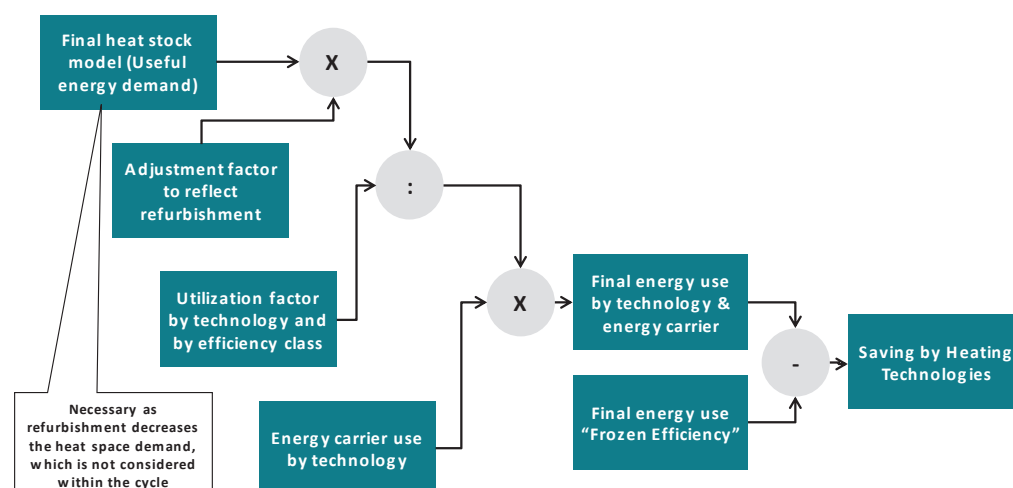 Final heat stock
model (Useful
energy demand)
X
Adjustment factor
to reflect
refurbishment
:
Utilization factor
by technology and
by efficiency class
X
Final energy use
by technology &
energy carrier
-
Saving by Heating
Technologies
Final energy use
“Frozen Efficiency”
Energy carrier use
by technology
Necessary as
refurbishment decreases
the heat space demand,
which is not considered
within the cycle